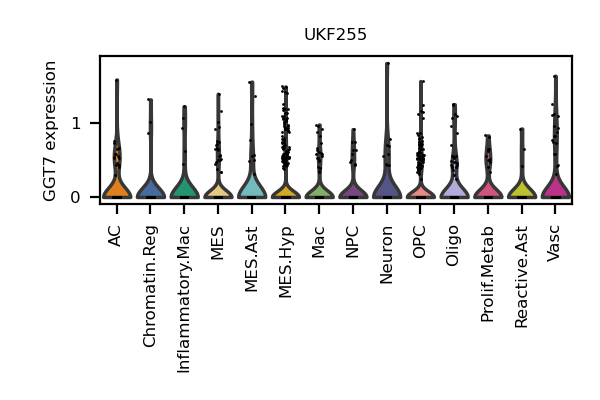 UKF255
GGT7 expression
1
0
AC
Chromatin.Reg
Inflammatory.Mac
MES
MES.Ast
MES.Hyp
Mac
NPC
Neuron
OPC
Oligo
Prolif.Metab
Reactive.Ast
Vasc